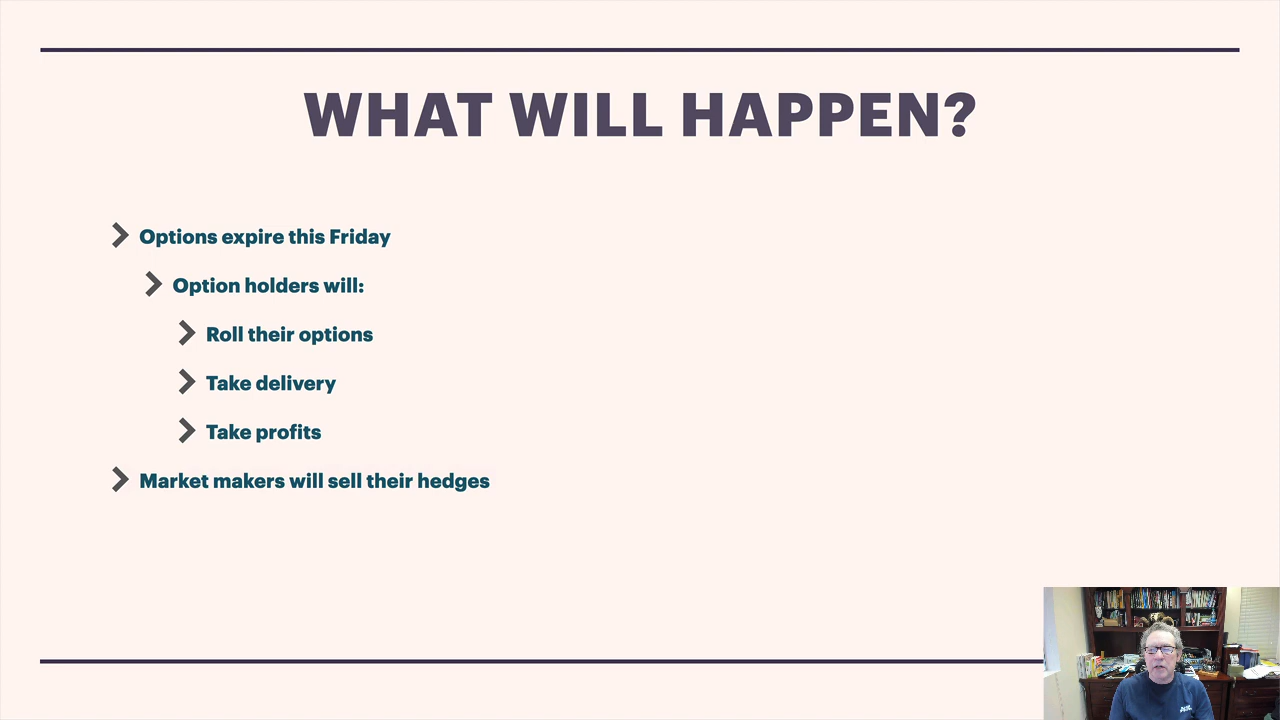 WHAT WILL HAPPEN?
Options expire this Friday
Option holders will:
Roll their options
Take delivery
Take profits
Market makers will sell their hedges